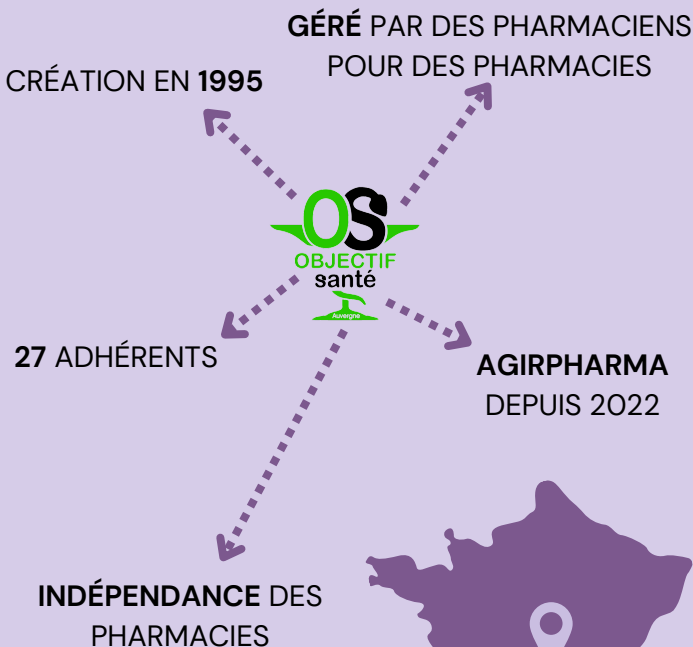 GÉRÉ PAR DES PHARMACIENS
POUR DES PHARMACIES
CRÉATION EN 1995
OS
OBJECTIF
santé
Auvergne
27 ADHÉRENTS
AGIRPHARMA
DEPUIS 2022
INDÉPENDANCE DES
PHARMACIES